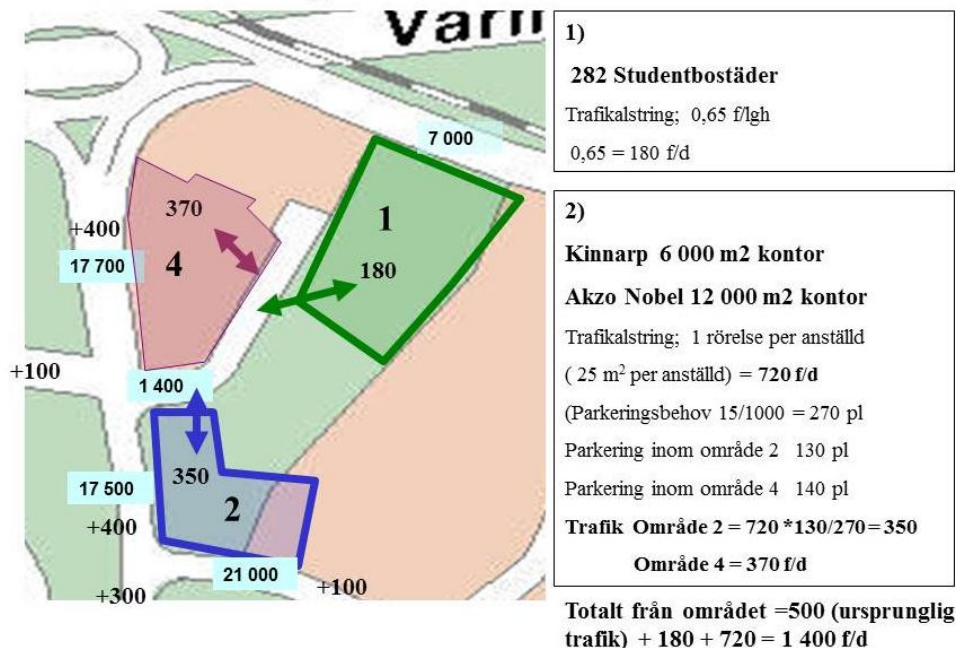 Värm
7 000
1
180
370
+400
17 700
4
+100
1 400
350
17 500
2
+400
21 000
+100
+300
1)
282 Studentbostäder
Trafikalstring; 0,65 f/lgh
0,65 = 180 f/d
2)
Kinnarp 6 000 m2 kontor
Akzo Nobel 12 000 m2 kontor
Trafikalstring; 1 rörelse per anställd
( 25 m² per anställd) = 720 f/d
(Parkeringsbehov 15/1000 = 270 pl
Parkering inom område 2 130 pl
Parkering inom område 4 140 pl
Trafik Område 2 = 720 *130/270= 350
Område 4 = 370 f/d
Totalt från området =500 (ursprunglig
trafik) + 180 + 720 = 1 400 f/d